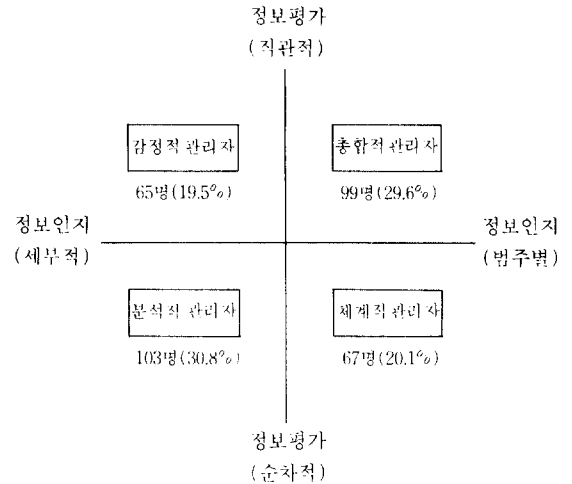 정보평가
(직관적)
감정적 관리자
총합적 관리자
65명(19.5%)
99명(29.6%)
정보인지
(세부적)
정보인지
(범주별)
분석적 관리자
체계적 관리자
103명(30.8%)
67명(20.1%)
정보평가
(순차적)